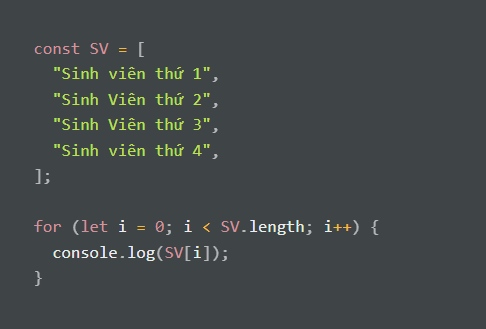 const SV = [
  "Sinh viên thứ 1",
  "Sinh Viên thứ 2",
  "Sinh Viên thứ 3",
  "Sinh Viên thứ 4",
];

for (let i = 0; i < SV.length; i++) {
  console.log(SV[i]);
}